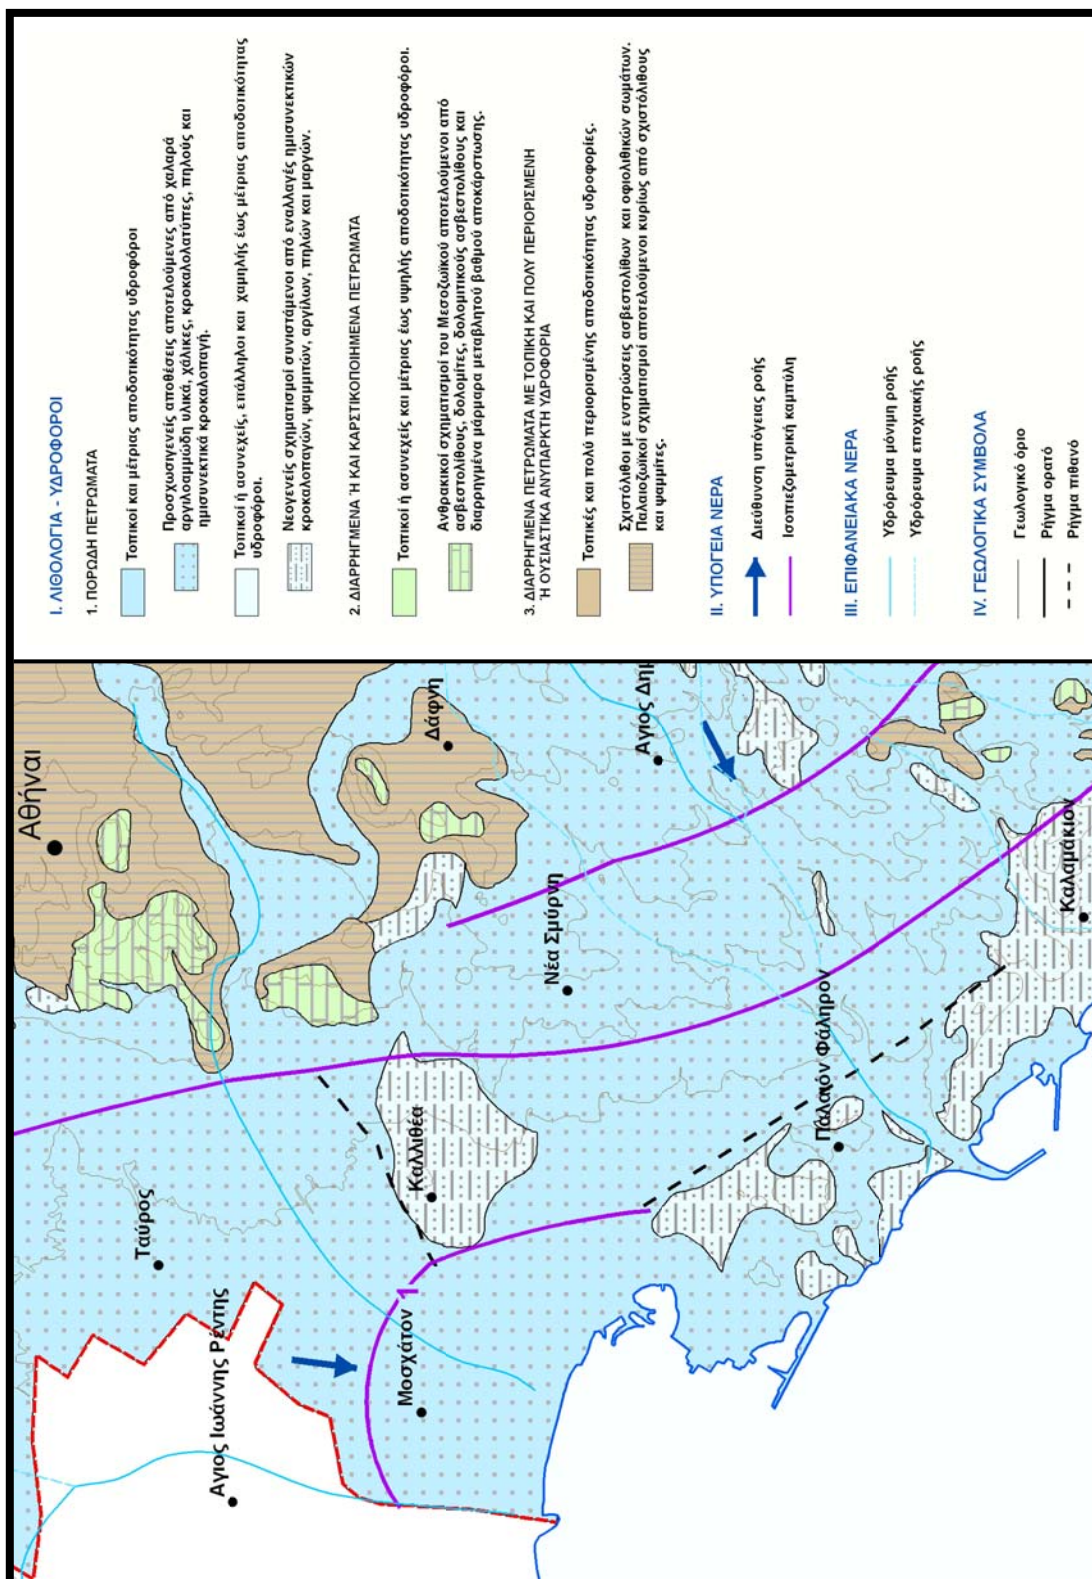 Αθήναι
Δάφνη
Άγιος Δημ
Νέα Σμύρνη
Καλαμάκιον
Παλαιόν Φάληρον
Καλλιθέα
Ταύρος
Μοσχάτον
Άγιος Ιωάννης Ρέντης
1
Ι. ΛΙΘΟΛΟΓΙΑ - ΥΔΡΟΦΟΡΟΙ
1. ΠΟΡΩΔΗ ΠΕΤΡΩΜΑΤΑ
Τοπικοί και μέτριας αποδοτικότητας υδροφόροι
Προσχωσιγενείς αποθέσεις αποτελούμενες από χαλαρά
αργιλοαμμώδη υλικά, χάλικες, κροκαλολατύπες, πηλούς και
ημισυνεκτικά κροκαλοπαγή.
Τοπικοί ή ασυνεχείς, επάλληλοι και χαμηλής έως μέτριας αποδοτικότητας
υδροφόροι.
Νεογενείς σχηματισμοί συνιστάμενοι από εναλλαγές ημισυνεκτικών
κροκαλοπαγών, ψαμμιτών, αργίλων, πηλών και μαργών.
2. ΔΙΑΡΡΗΓΜΕΝΑ Ή ΚΑΙ ΚΑΡΣΤΙΚΟΠΟΙΗΜΕΝΑ ΠΕΤΡΩΜΑΤΑ
Τοπικοί ή ασυνεχείς και μέτριας έως υψηλής αποδοτικότητας υδροφόροι.
Ανθρακικοί σχηματισμοί του Μεσοζωϊκού αποτελούμενοι από
ασβεστολίθους, δολομίτες, δολομιτικούς ασβεστολίθους και
διαρρηγμένα μάρμαρα μεταβλητού βαθμού αποκάρστωσης.
3. ΔΙΑΡΡΗΓΜΕΝΑ ΠΕΤΡΩΜΑΤΑ ΜΕ ΤΟΠΙΚΗ ΚΑΙ ΠΟΛΥ ΠΕΡΙΟΡΙΣΜΕΝΗ
Ή ΟΥΣΙΑΣΤΙΚΑ ΑΝΥΠΑΡΚΤΗ ΥΔΡΟΦΟΡΙΑ
Τοπικές και πολύ περιορισμένης αποδοτικότητας υδροφορίες.
Σχιστόλιθοι με ενστρώσεις ασβεστολίθων και οφιολιθικών σωμάτων.
Παλαιοζωϊκοί σχηματισμοί αποτελούμενοι κυρίως από σχιστόλιθους
και ψαμμίτες.
ΙΙ. ΥΠΟΓΕΙΑ ΝΕΡΑ
Διεύθυνση υπόγειας ροής
Ισοπιεζομετρική καμπύλη
ΙΙΙ. ΕΠΙΦΑΝΕΙΑΚΑ ΝΕΡΑ
Υδρόρευμα μόνιμη ροής
Υδρόρευμα εποχιακής ροής
IV. ΓΕΩΛΟΓΙΚΑ ΣΥΜΒΟΛΑ
Γεωλογικό όριο
Ρήγμα ορατό
Ρήγμα πιθανό